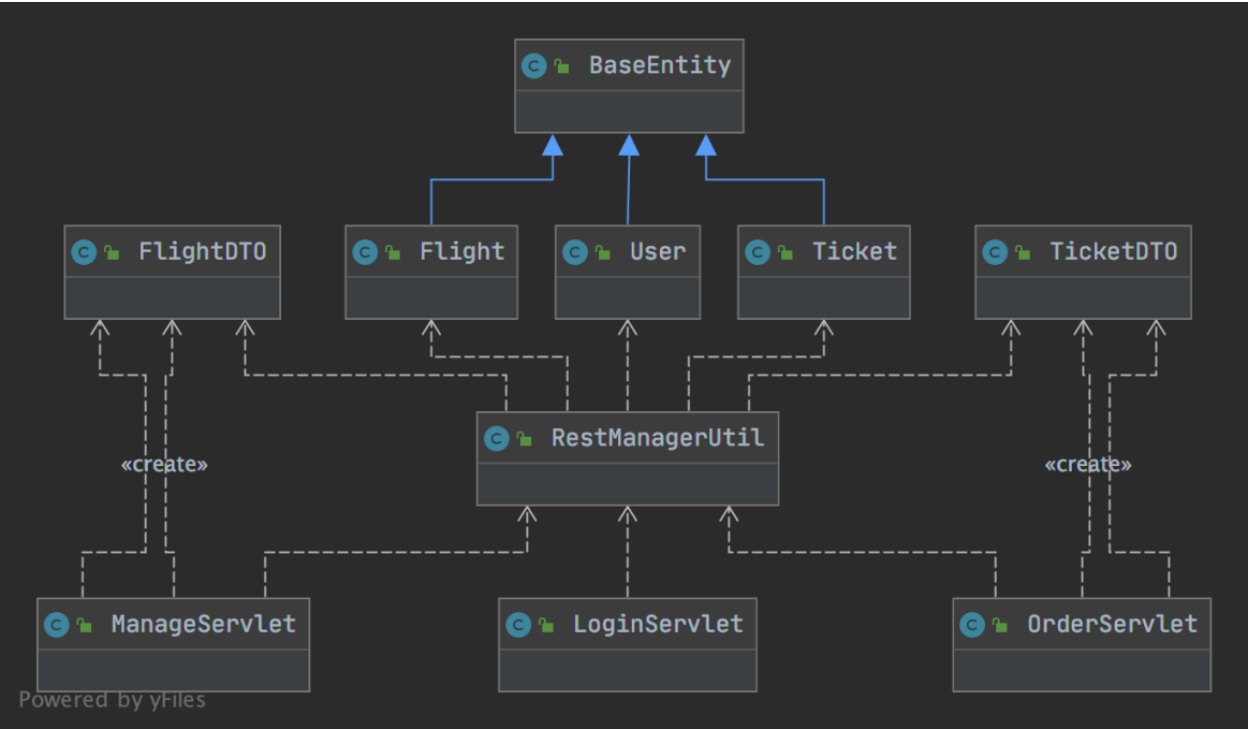 BaseEntity
FlightDTO
Flight
User
Ticket
TicketDTO
RestManagerUtil
«create»
«create»
ManageServlet
LoginServlet
OrderServlet
Powered by yFiles